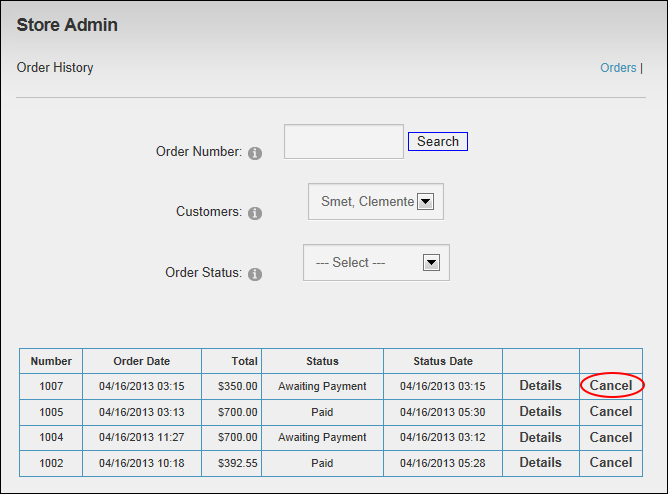 Store Admin
Order History Orders |
Order Number: Search
Customers: Smet, Clemente
Order Status: --- Select ---
Number Order Date Total Status Status Date
1007 04/16/2013 03:15 $350.00 Awaiting Payment 04/16/2013 03:15 Details Cancel
1005 04/16/2013 03:13 $700.00 Paid 04/16/2013 05:30 Details Cancel
1004 04/16/2013 11:27 $700.00 Awaiting Payment 04/16/2013 03:12 Details Cancel
1002 04/16/2013 10:18 $392.55 Paid 04/16/2013 05:28 Details Cancel